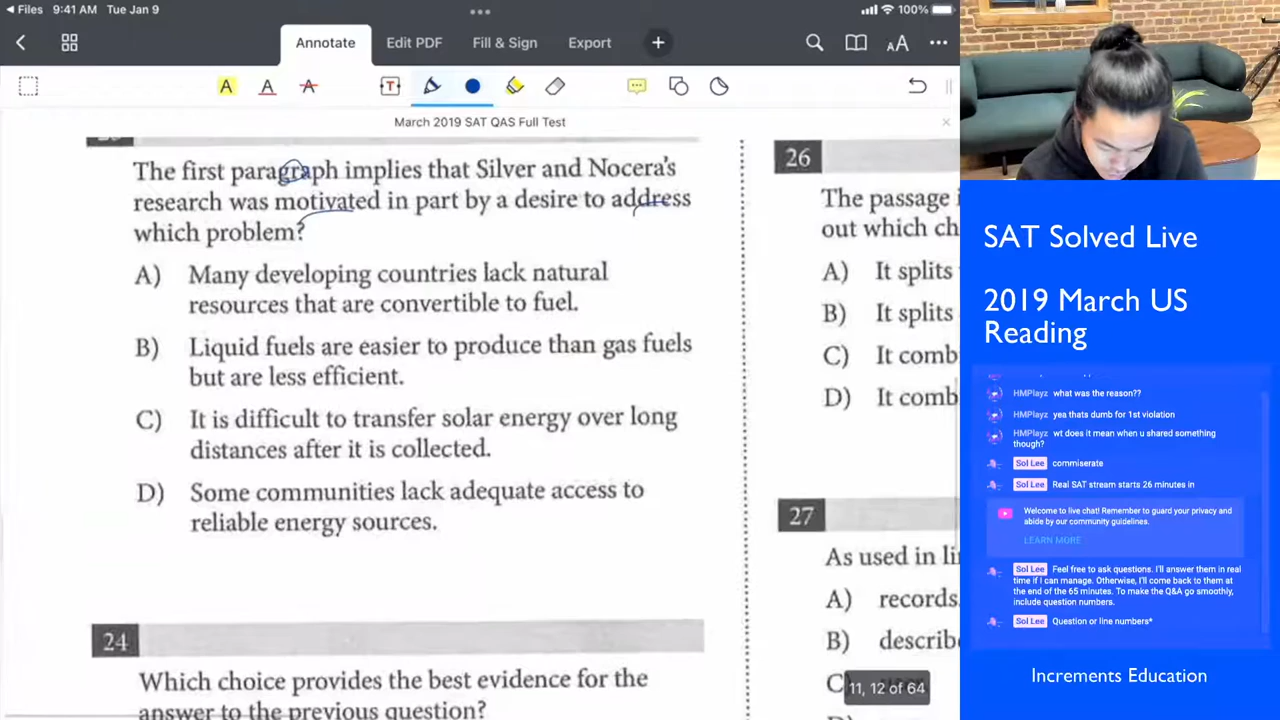 Files 9:41 AM Tue Jan 9
100%
Annotate
Edit PDF
Fill & Sign
Export
March 2019 SAT QAS Full Test
The first paragraph implies that Silver and Nocera's
research was motivated in part by a desire to address
which problem?
A) Many developing countries lack natural
resources that are convertible to fuel.
B) Liquid fuels are easier to produce than gas fuels
but are less efficient.
C) It is difficult to transfer solar energy over long
distances after it is collected.
D) Some communities lack adequate access to
reliable energy sources.
24
Which choice provides the best evidence for the
answer to the previous question?
26
The passage
out which ch
A) It splits
B) It splits
C) It comb
D) It comb
27
As used in li
A) records
B) describe
C)
11, 12 of 64
SAT Solved Live
2019 March US
Reading
HMPlayz what was the reason??
HMPlayz yea thats dumb for 1st violation
HMPlayz wt does it mean when u shared something
though?
Sol Lee commiserate
Sol Lee Real SAT stream starts 26 minutes in
Welcome to live chat! Remember to guard your privacy and
abide by our community guidelines.
LEARN MORE
Sol Lee Feel free to ask questions. I'll answer them in real
time if I can manage. Otherwise, I'll come back to them at
the end of the 65 minutes. To make the Q&A go smoothly,
include question numbers.
Sol Lee Question or line numbers*
Increments Education